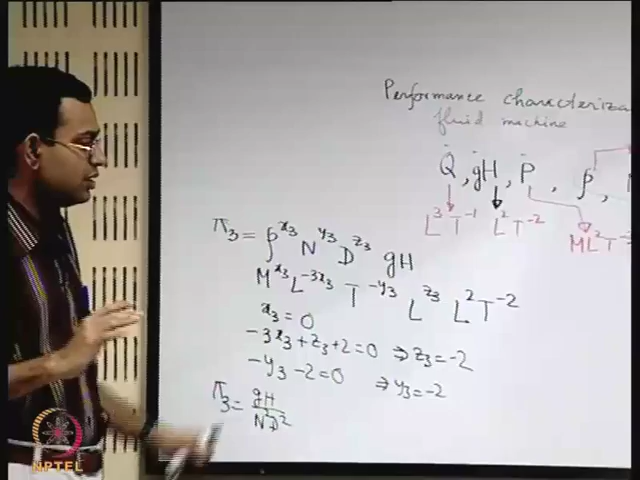 Performance characteriza
fluid machine
Q, gH, P, ρ,
L³T⁻¹ L²T⁻² ML²T⁻³
π₃ = ρ^x₃ N^y₃ D^z₃ gH
M^x₃ L^-3x₃ T^-y₃ L^z₃ L²T⁻²
x₃ = 0
-3x₃+z₃+2=0 ⇒ z₃=-2
-y₃-2=0 ⇒ y₃=-2
π₃ = gH/N²D²
NPTEL